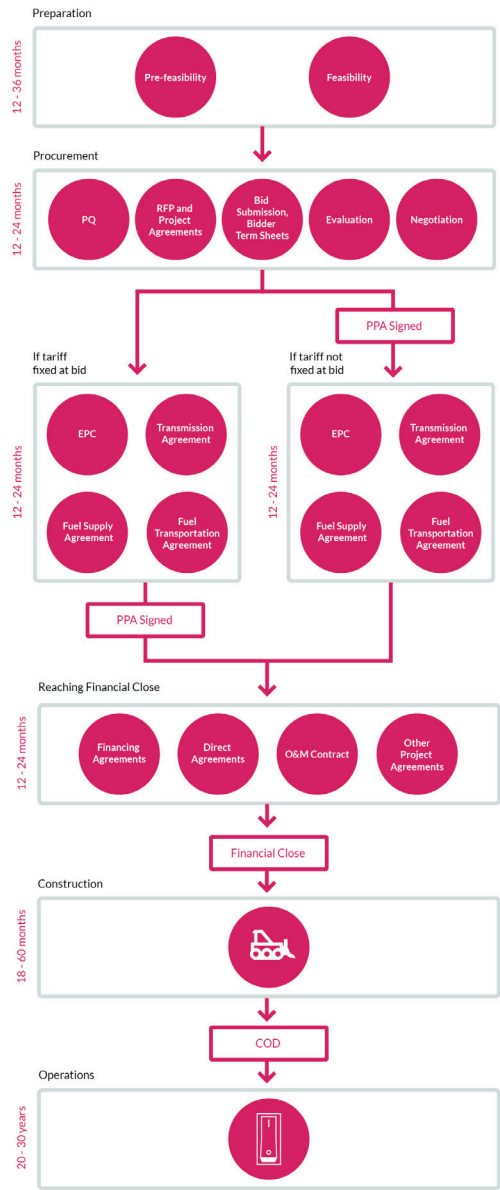 Preparation
12 - 36 months
Pre-feasibility
Feasibility
Procurement
12 - 24 months
PQ
RFP and
Project
Agreements
Bid
Submission,
Bidder
Term Sheets
Evaluation
Negotiation
PPA Signed
If tariff
fixed at bid
If tariff not
fixed at bid
12 - 24 months
EPC
Transmission
Agreement
Fuel Supply
Agreement
Fuel
Transportation
Agreement
12 - 24 months
EPC
Transmission
Agreement
Fuel Supply
Agreement
Fuel
Transportation
Agreement
PPA Signed
Reaching Financial Close
12 - 24 months
Financing
Agreements
Direct
Agreements
O&M Contract
Other
Project
Agreements
Financial Close
Construction
18 - 60 months
COD
Operations
20 - 30 years